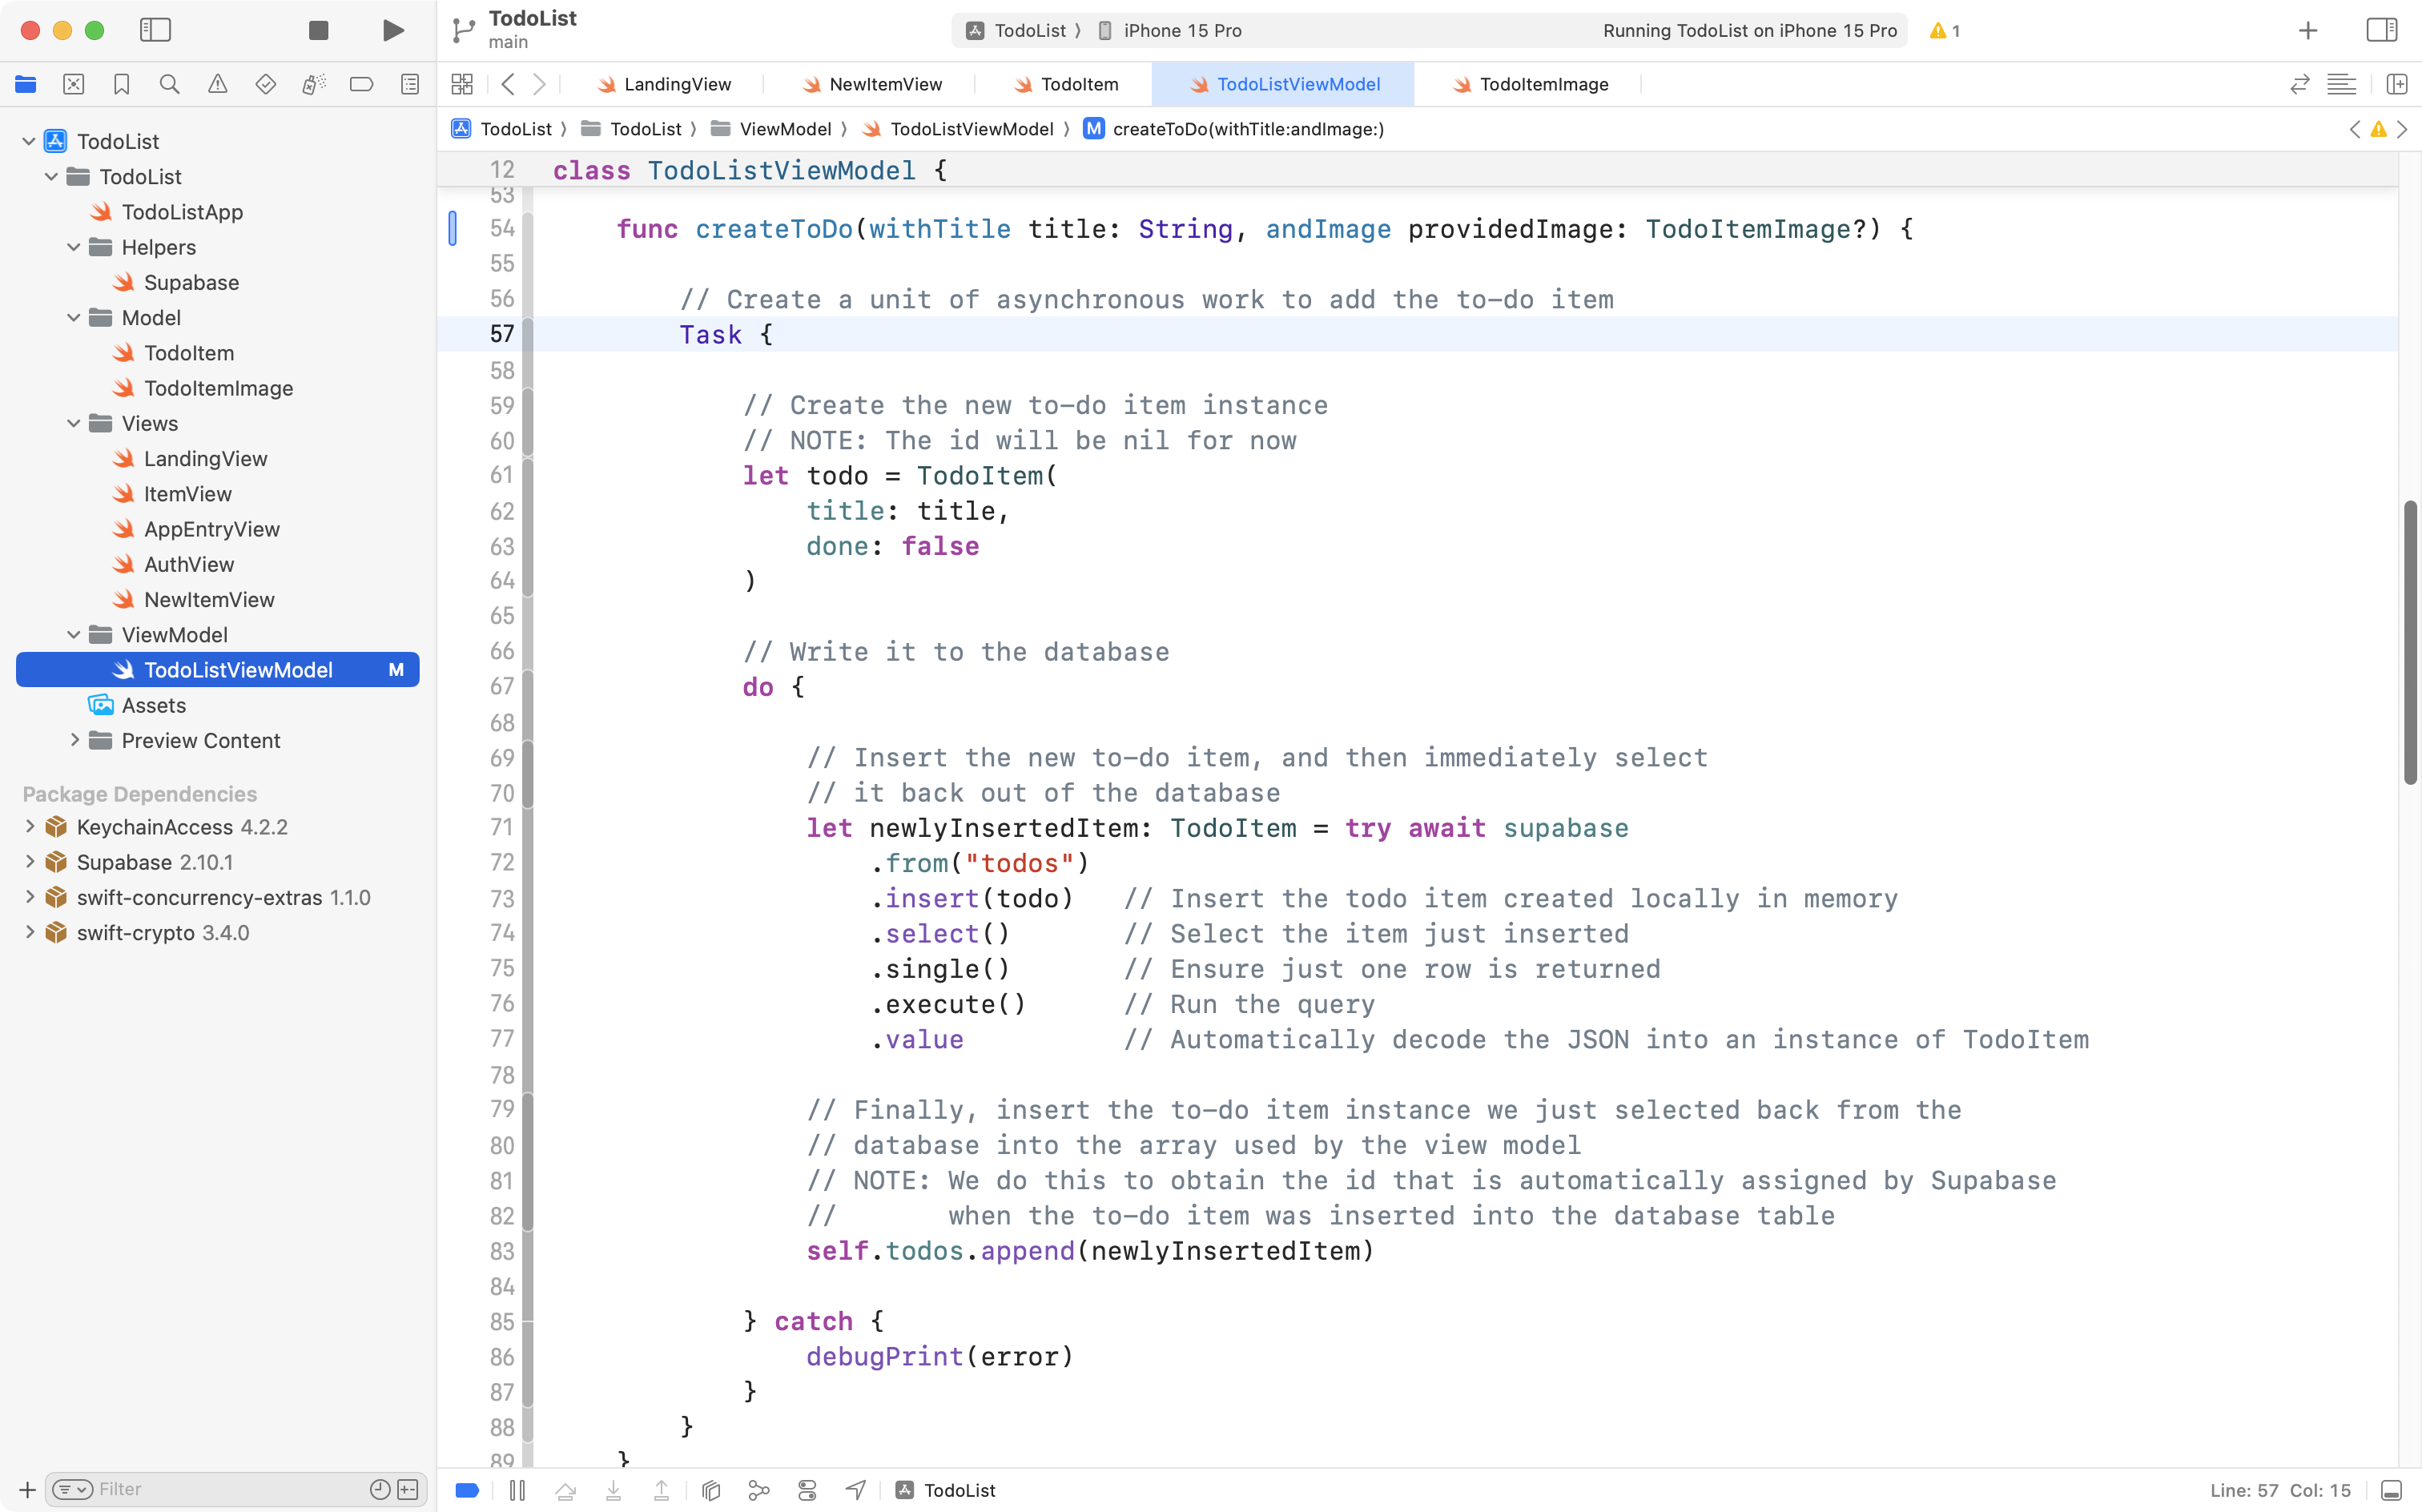 TodoList
main
TodoList 〉 iPhone 15 Pro
Running TodoList on iPhone 15 Pro
1
LandingView
NewItemView
TodoItem
TodoListViewModel
TodoItemImage
TodoList 〉 TodoList 〉 ViewModel 〉 TodoListViewModel 〉 M createToDo(withTitle:andImage:)
TodoList
TodoList
TodoListApp
Helpers
Supabase
Model
TodoItem
TodoItemImage
Views
LandingView
ItemView
AppEntryView
AuthView
NewItemView
ViewModel
TodoListViewModel M
Assets
Preview Content
Package Dependencies
KeychainAccess 4.2.2
Supabase 2.10.1
swift-concurrency-extras 1.1.0
swift-crypto 3.4.0
Filter
12 class TodoListViewModel {
53
54 func createToDo(withTitle title: String, andImage providedImage: TodoItemImage?) {
55
56 // Create a unit of asynchronous work to add the to-do item
57 Task {
58
59 // Create the new to-do item instance
60 // NOTE: The id will be nil for now
61 let todo = TodoItem(
62 title: title,
63 done: false
64 )
65
66 // Write it to the database
67 do {
68
69 // Insert the new to-do item, and then immediately select
70 // it back out of the database
71 let newlyInsertedItem: TodoItem = try await supabase
72 .from("todos")
73 .insert(todo) // Insert the todo item created locally in memory
74 .select() // Select the item just inserted
75 .single() // Ensure just one row is returned
76 .execute() // Run the query
77 .value // Automatically decode the JSON into an instance of TodoItem
78
79 // Finally, insert the to-do item instance we just selected back from the
80 // database into the array used by the view model
81 // NOTE: We do this to obtain the id that is automatically assigned by Supabase
82 // when the to-do item was inserted into the database table
83 self.todos.append(newlyInsertedItem)
84
85 } catch {
86 debugPrint(error)
87 }
88 }
89 }
TodoList
Line: 57 Col: 15